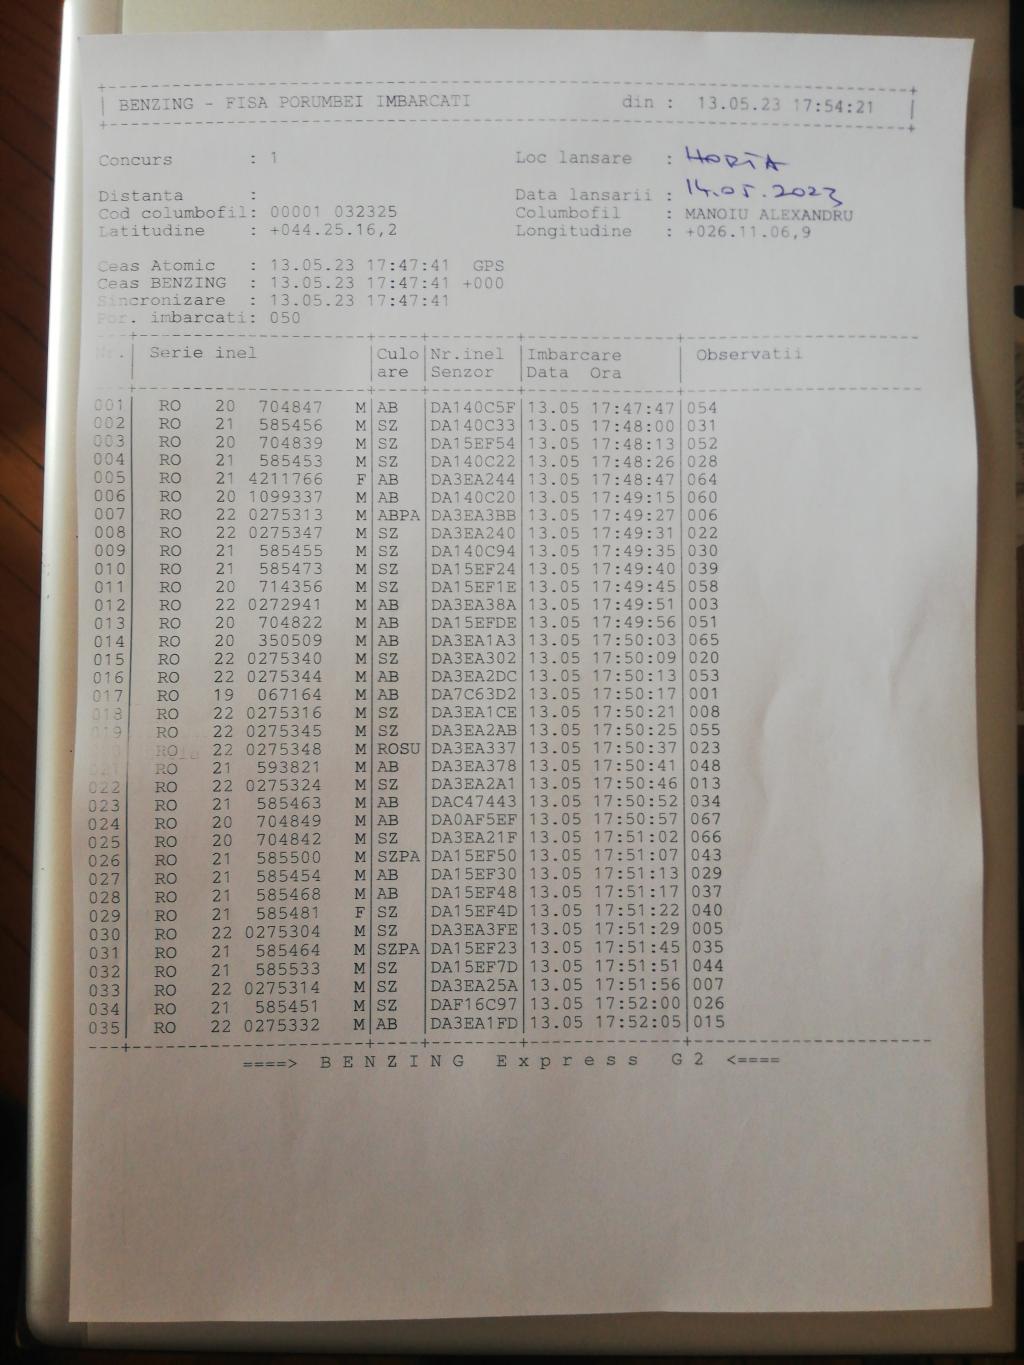 BENZING - FISA PORUMBEI IMBARCATI din : 13.05.23 17:54:21
Concurs : 1 Loc lansare : HORIA
Distanta : Data lansarii : 14.05.2023
Cod columbofil: 00001 032325 Columbofil : MANOIU ALEXANDRU
Latitudine : +044.25.16,2 Longitudine : +026.11.06,9
Ceas Atomic : 13.05.23 17:47:41 GPS
Ceas BENZING : 13.05.23 17:47:41 +000
Sincronizare : 13.05.23 17:47:41
Por. imbarcati: 050
Nr. Serie inel Culo Nr.inel Imbarcare Observatii
are Senzor Data Ora
001 RO 20 704847 M AB DA140C5F 13.05 17:47:47 054
002 RO 21 585456 M SZ DA140C33 13.05 17:48:00 031
003 RO 20 704839 M SZ DA15EF54 13.05 17:48:13 052
004 RO 21 585453 M SZ DA140C22 13.05 17:48:26 028
005 RO 21 4211766 F AB DA3EA244 13.05 17:48:47 064
006 RO 20 1099337 M AB DA140C20 13.05 17:49:15 060
007 RO 22 0275313 M ABPA DA3EA3BB 13.05 17:49:27 006
008 RO 22 0275347 M SZ DA3EA240 13.05 17:49:31 022
009 RO 21 585455 M SZ DA140C94 13.05 17:49:35 030
010 RO 21 585473 M SZ DA15EF24 13.05 17:49:40 039
011 RO 20 714356 M SZ DA15EF1E 13.05 17:49:45 058
012 RO 22 0272941 M AB DA3EA38A 13.05 17:49:51 003
013 RO 20 704822 M AB DA15EFDE 13.05 17:49:56 051
014 RO 20 350509 M AB DA3EA1A3 13.05 17:50:03 065
015 RO 22 0275340 M SZ DA3EA302 13.05 17:50:09 020
016 RO 22 0275344 M AB DA3EA2DC 13.05 17:50:13 053
017 RO 19 067164 M AB DA7C63D2 13.05 17:50:17 001
018 RO 22 0275316 M SZ DA3EA1CE 13.05 17:50:21 008
019 RO 22 0275345 M SZ DA3EA2AB 13.05 17:50:25 055
RO 22 0275348 M ROSU DA3EA337 13.05 17:50:37 023
021 RO 21 593821 M AB DA3EA378 13.05 17:50:41 048
022 RO 22 0275324 M SZ DA3EA2A1 13.05 17:50:46 013
023 RO 21 585463 M AB DAC47443 13.05 17:50:52 034
024 RO 20 704849 M AB DA0AF5EF 13.05 17:50:57 067
025 RO 20 704842 M SZ DA3EA21F 13.05 17:51:02 066
026 RO 21 585500 M SZPA DA15EF50 13.05 17:51:07 043
027 RO 21 585454 M AB DA15EF30 13.05 17:51:13 029
028 RO 21 585468 M AB DA15EF48 13.05 17:51:17 037
029 RO 21 585481 F SZ DA15EF4D 13.05 17:51:22 040
030 RO 22 0275304 M SZ DA3EA3FE 13.05 17:51:29 005
031 RO 21 585464 M SZPA DA15EF23 13.05 17:51:45 035
032 RO 21 585533 M SZ DA15EF7D 13.05 17:51:51 044
033 RO 22 0275314 M SZ DA3EA25A 13.05 17:51:56 007
034 RO 21 585451 M SZ DAF16C97 13.05 17:52:00 026
035 RO 22 0275332 M AB DA3EA1FD 13.05 17:52:05 015
====> BENZING Express G2 <====